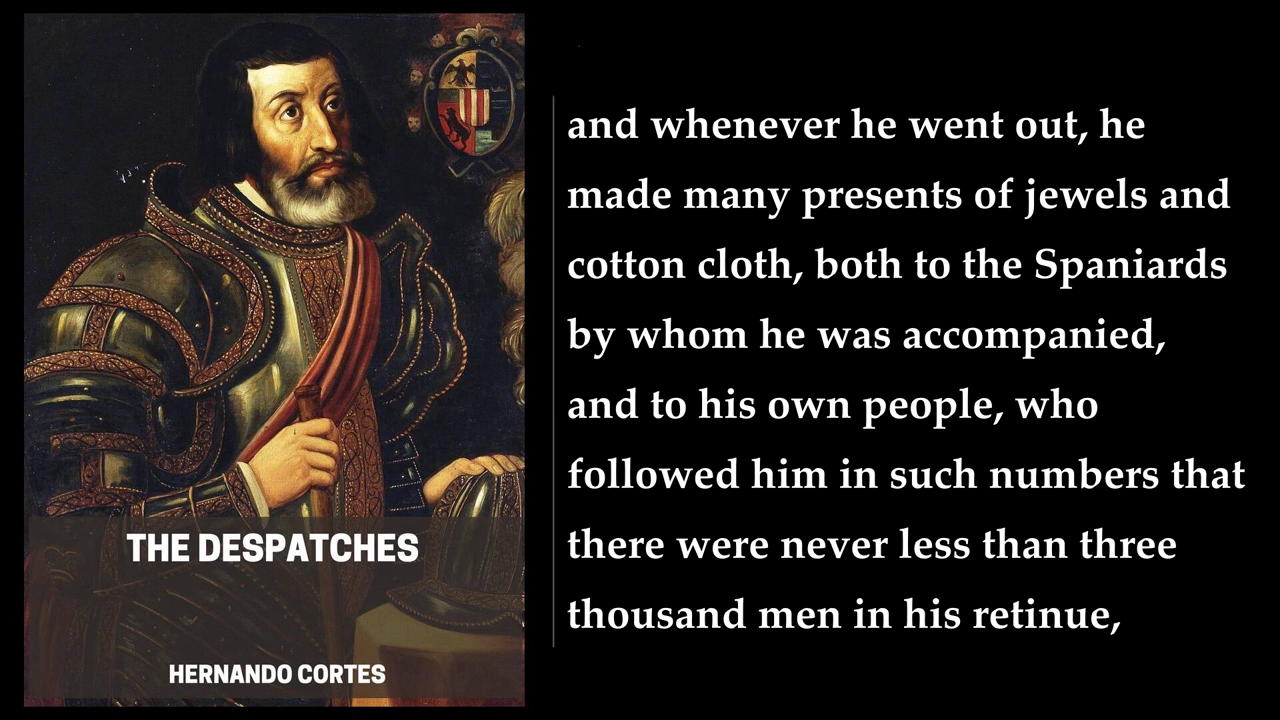 THE DESPATCHES
HERNANDO CORTES
and whenever he went out, he
made many presents of jewels and
cotton cloth, both to the Spaniards
by whom he was accompanied,
and to his own people, who
followed him in such numbers that
there were never less than three
thousand men in his retinue,